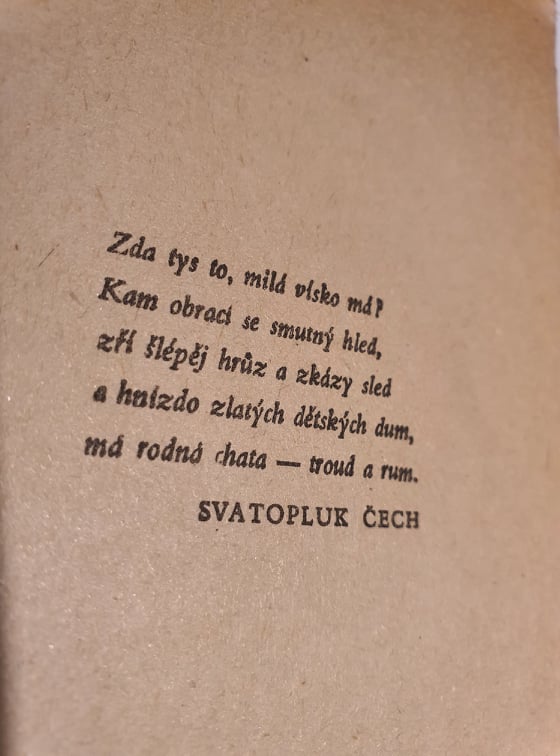 Zda tys to, milá vísko má?
Kam obrací se smutný hled,
zří šlépěj hrůz a zkázy sled
a hnízdo zlatých dětských dum,
má rodná chata — troud a rum.
SVATOPLUK ČECH